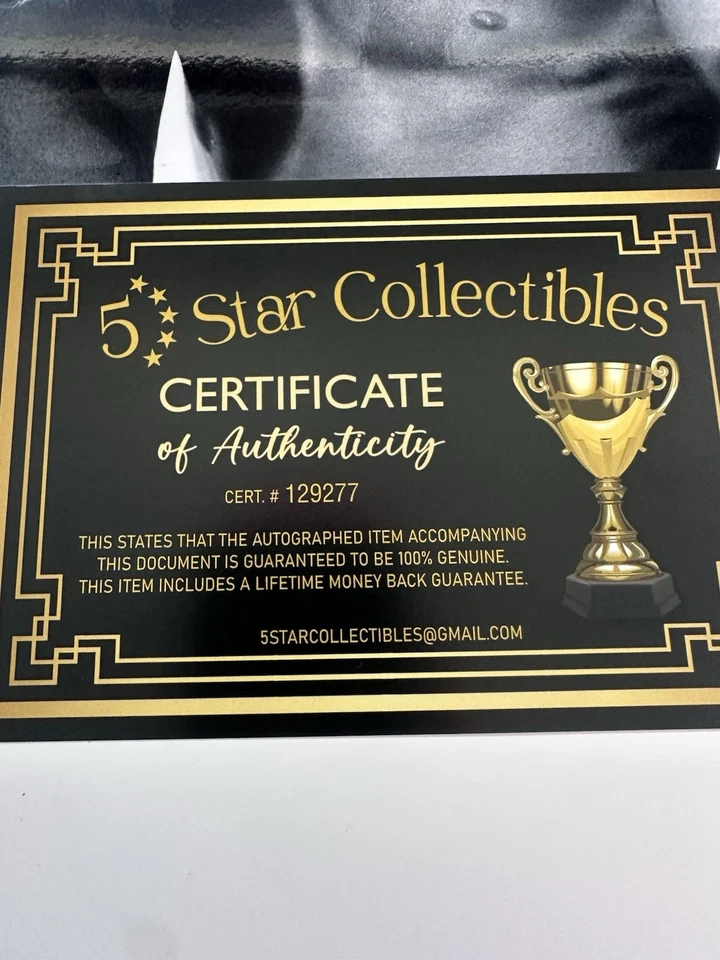 5 Star Collectibles
CERTIFICATE
of Authenticity
CERT. # 129277
THIS STATES THAT THE AUTOGRAPHED ITEM ACCOMPANYING
THIS DOCUMENT IS GUARANTEED TO BE 100% GENUINE.
THIS ITEM INCLUDES A LIFETIME MONEY BACK GUARANTEE.
5STARCOLLECTIBLES@GMAIL.COM